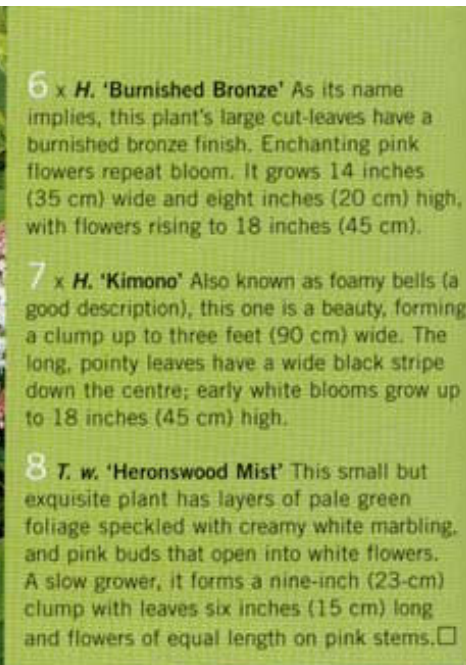 6 x H. 'Burnished Bronze' As its name
implies, this plant's large cut-leaves have a
burnished bronze finish. Enchanting pink
flowers repeat bloom. It grows 14 inches
(35 cm) wide and eight inches (20 cm) high,
with flowers rising to 18 inches (45 cm).
7 x H. 'Kimono' Also known as foamy bells (a
good description), this one is a beauty, forming
a clump up to three feet (90 cm) wide. The
long, pointy leaves have a wide black stripe
down the centre; early white blooms grow up
to 18 inches (45 cm) high.
8 T. w. 'Heronswood Mist' This small but
exquisite plant has layers of pale green
foliage speckled with creamy white marbling,
and pink buds that open into white flowers.
A slow grower, it forms a nine-inch (23-cm)
clump with leaves six inches (15 cm) long
and flowers of equal length on pink stems.□